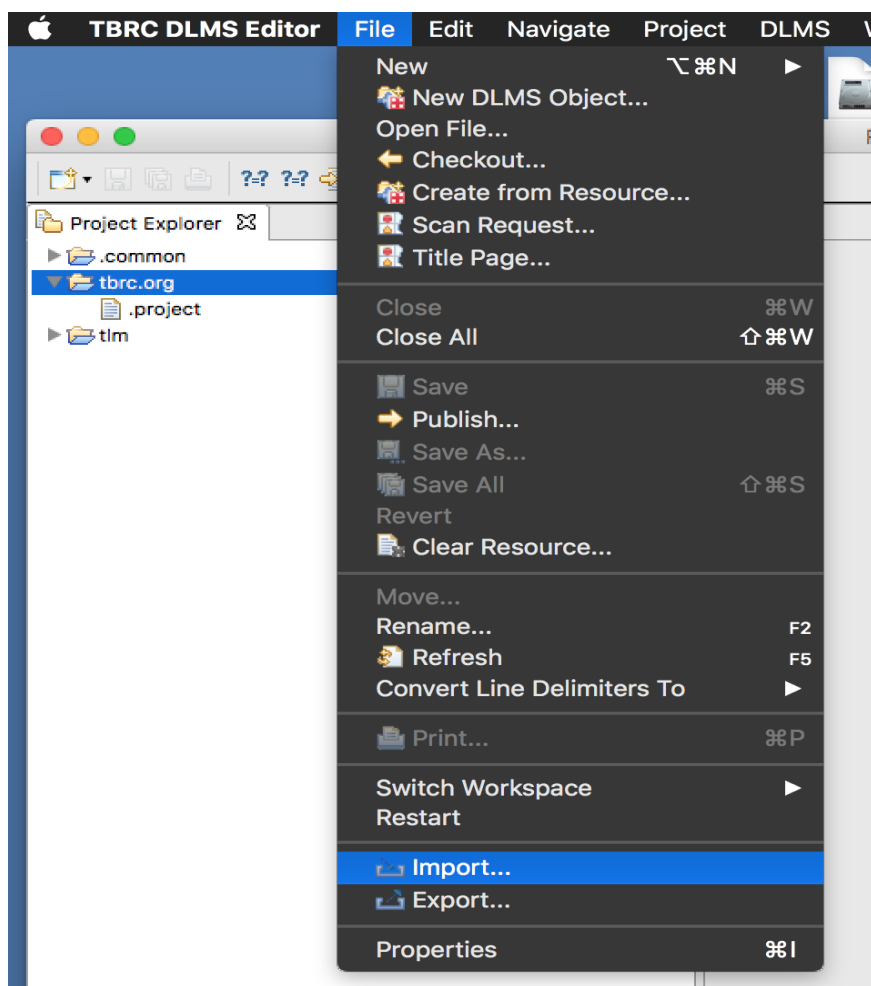 TBRC DLMS Editor File Edit Navigate Project DLMS
New ⌥⌘N ▶
New DLMS Object...
Open File...
Checkout...
Create from Resource...
Scan Request...
Title Page...
Close ⌘W
Close All ⇧⌘W
Save ⌘S
Publish...
Save As...
Save All ⇧⌘S
Revert
Clear Resource...
Move...
Rename... F2
Refresh F5
Convert Line Delimiters To ▶
Print... ⌘P
Switch Workspace ▶
Restart
Import...
Export...
Properties ⌘I
?=? ?=?
Project Explorer
.common
tbrc.org
.project
tlm